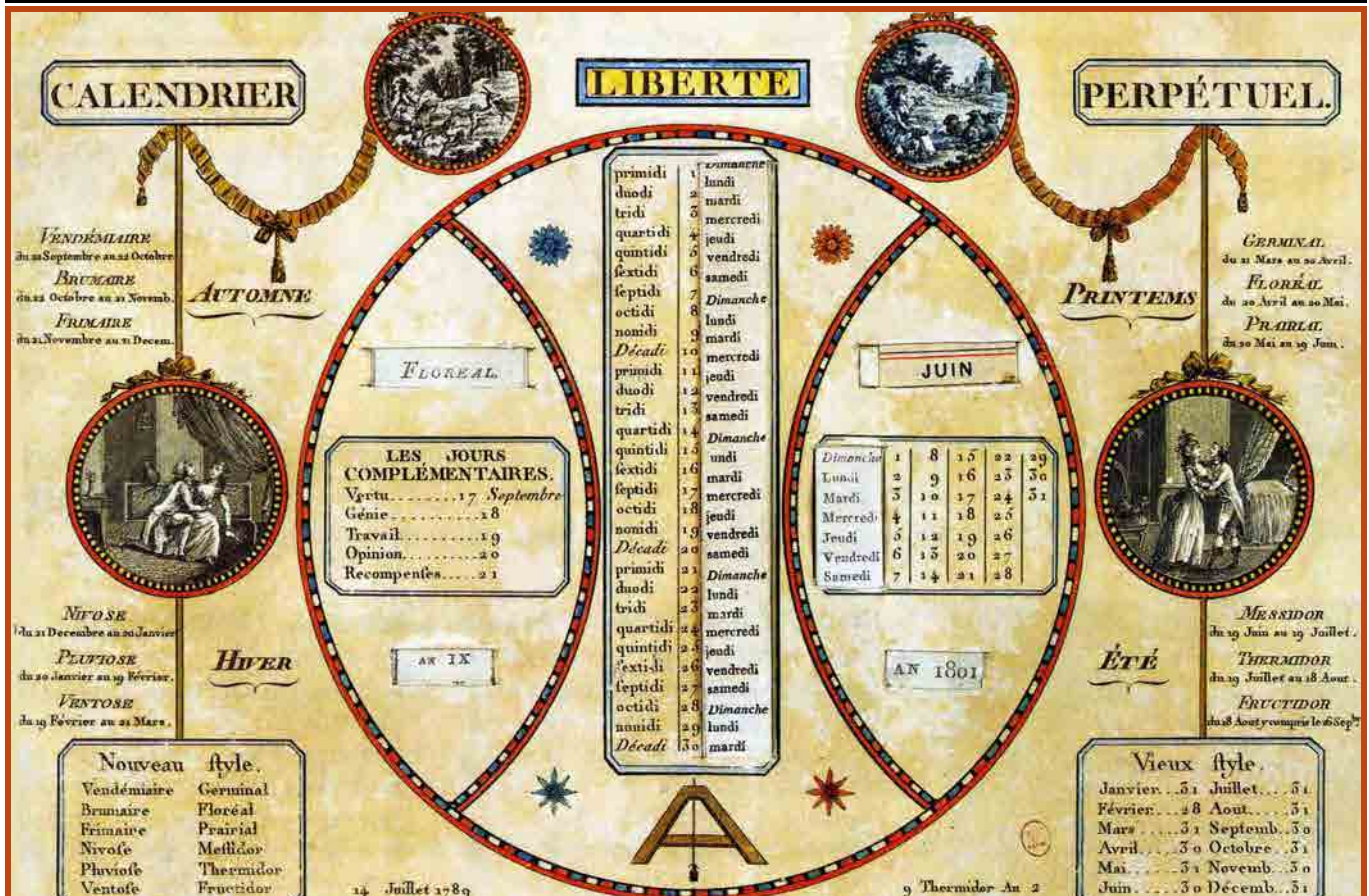 CALENDRIER
LIBERTE
PERPÉTUEL.
VENDÉMIAIRE
du 22 Septembre au 22 Octobre
BRUMAIRE
du 22 Octobre au 21 Novemb.
FRIMAIRE
du 21 Novembre au 21 Decem.
AUTOMNE
NIVOSE
du 21 Decembre au 20 Janvier
PLUVIOSE
du 20 Janvier au 19 Février.
VENTOSE
du 19 Février au 21 Mars.
HIVER
Nouveau ſtyle.
Vendémiaire Germinal
Brumaire Floréal
Frimaire Prairial
Nivoſe Meſſidor
Pluvioſe Thermidor
Ventoſe Fructidor
FLOREAL.
LES JOURS
COMPLÉMENTAIRES.
Vertu........17 Septembre
Génie...........18
Travail..........19
Opinion..........20
Recompenſes.....21
AN IX
14 Juillet 1789
Dimanche
primidi 1 lundi
duodi 2 mardi
tridi 3 mercredi
quartidi 4 jeudi
quintidi 5 vendredi
ſextidi 6 samedi
ſeptidi 7 Dimanche
octidi 8 lundi
nonidi 9 mardi
Décadi 10 mercredi
primidi 11 jeudi
duodi 12 vendredi
tridi 13 samedi
quartidi 14 Dimanche
quintidi 15 undi
ſextidi 16 mardi
ſeptidi 17 mercredi
octidi 18 jeudi
nonidi 19 vendredi
Décadi 20 samedi
primidi 21 Dimanche
duodi 22 lundi
tridi 23 mardi
quartidi 24 mercredi
quintidi 25 jeudi
ſextidi 26 vendredi
ſeptidi 27 samedi
octidi 28 Dimanche
nonidi 29 lundi
Décadi 30 mardi
JUIN
Dimanche 1 8 15 22 29
Lundi 2 9 16 23 30
Mardi 3 10 17 24 31
Mercredi 4 11 18 25
Jeudi 5 12 19 26
Vendredi 6 13 20 27
Samedi 7 14 21 28
AN 1801
9 Thermidor An 2
PRINTEMS
GERMINAL
du 21 Mars au 20 Avril.
FLORÉAL
du 20 Avril au 20 Mai.
PRAIRIAL
du 20 Mai au 19 Juin.
ÉTÉ
MESSIDOR
du 19 Juin au 19 Juillet.
THERMIDOR
du 19 Juillet au 18 Aout.
FRUCTIDOR
du 18 Aout y compris le 16 Sep
Vieux ſtyle.
Janvier...31 Juillet....31
Février...28 Aout.....31
Mars.....31 Septemb..30
Avril.....30 Octobre..31
Mai.....31 Novemb..30
Juin.....30 Décemb...31